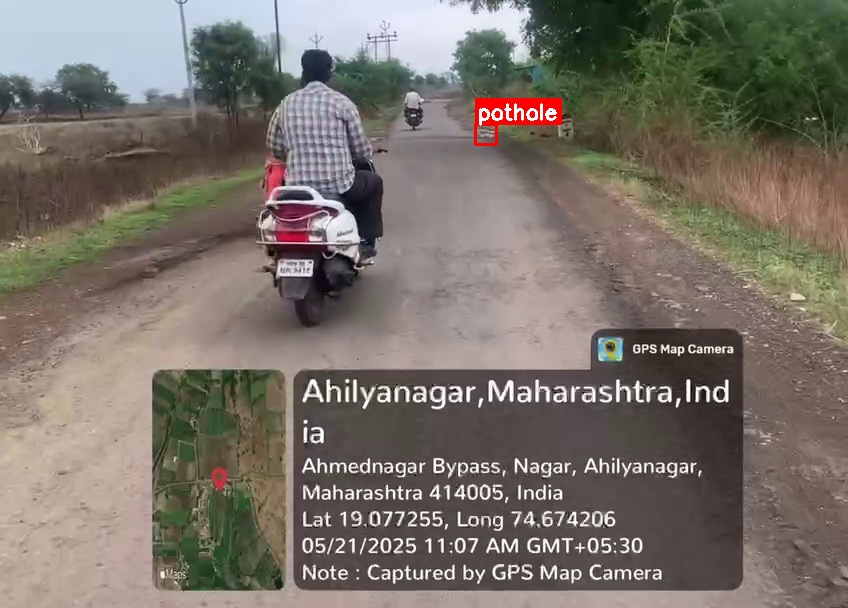 pothole
GPS Map Camera
Ahilyanagar,Maharashtra,Ind
ia
Ahmednagar Bypass, Nagar, Ahilyanagar,
Maharashtra 414005, India
Lat 19.077255, Long 74.674206
05/21/2025 11:07 AM GMT+05:30
Note : Captured by GPS Map Camera
Maps